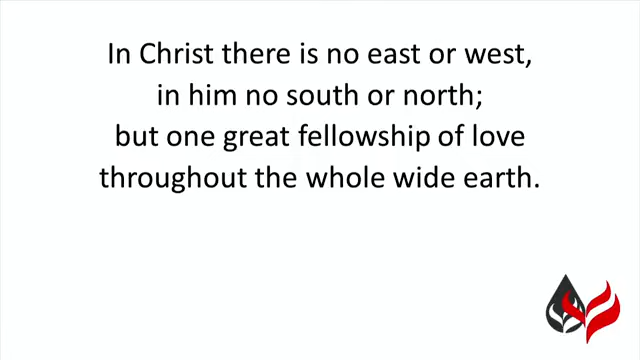 In Christ there is no east or west,
in him no south or north;
but one great fellowship of love
throughout the whole wide earth.